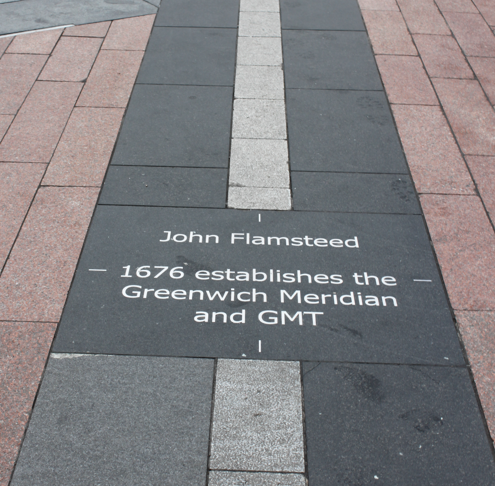 John Flamsteed
1676 establishes the
Greenwich Meridian
and GMT